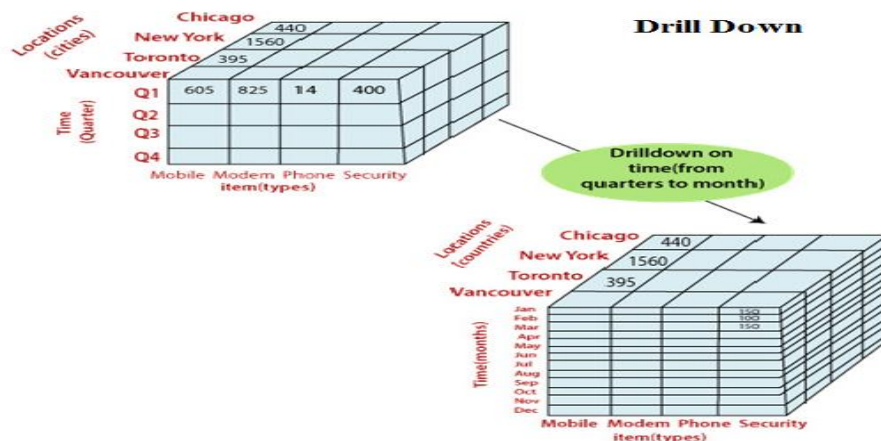 Drill Down
Locations
(cities)
Chicago
New York
Toronto
Vancouver
440
1560
395
Time
(Quarter)
Q1
Q2
Q3
Q4
605 825 14 400
Mobile Modem Phone Security
item(types)
Drilldown on
time(from
quarters to month)
Locations
(countries)
Chicago
New York
Toronto
Vancouver
440
1560
395
Time(months)
Jan
Feb
Mar
Apr
May
Jun
Jul
Aug
Sep
Oct
Nov
Dec
150
100
150
Mobile Modem Phone Security
item(types)